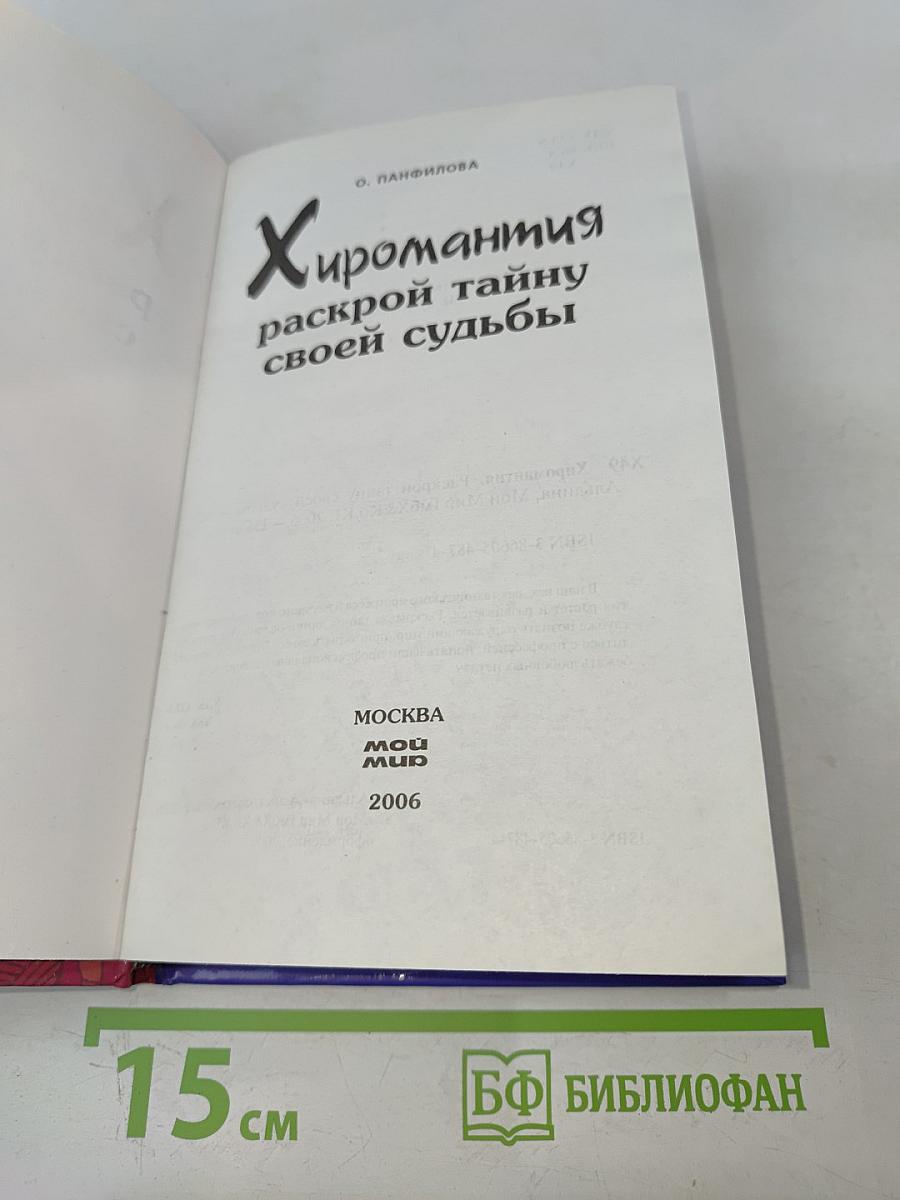 О. ПАНФИЛОВА
Хиромантия
раскрой тайну
своей судьбы
МОСКВА
мой
мир
2006
15 см
БФ БИБЛИОФАН